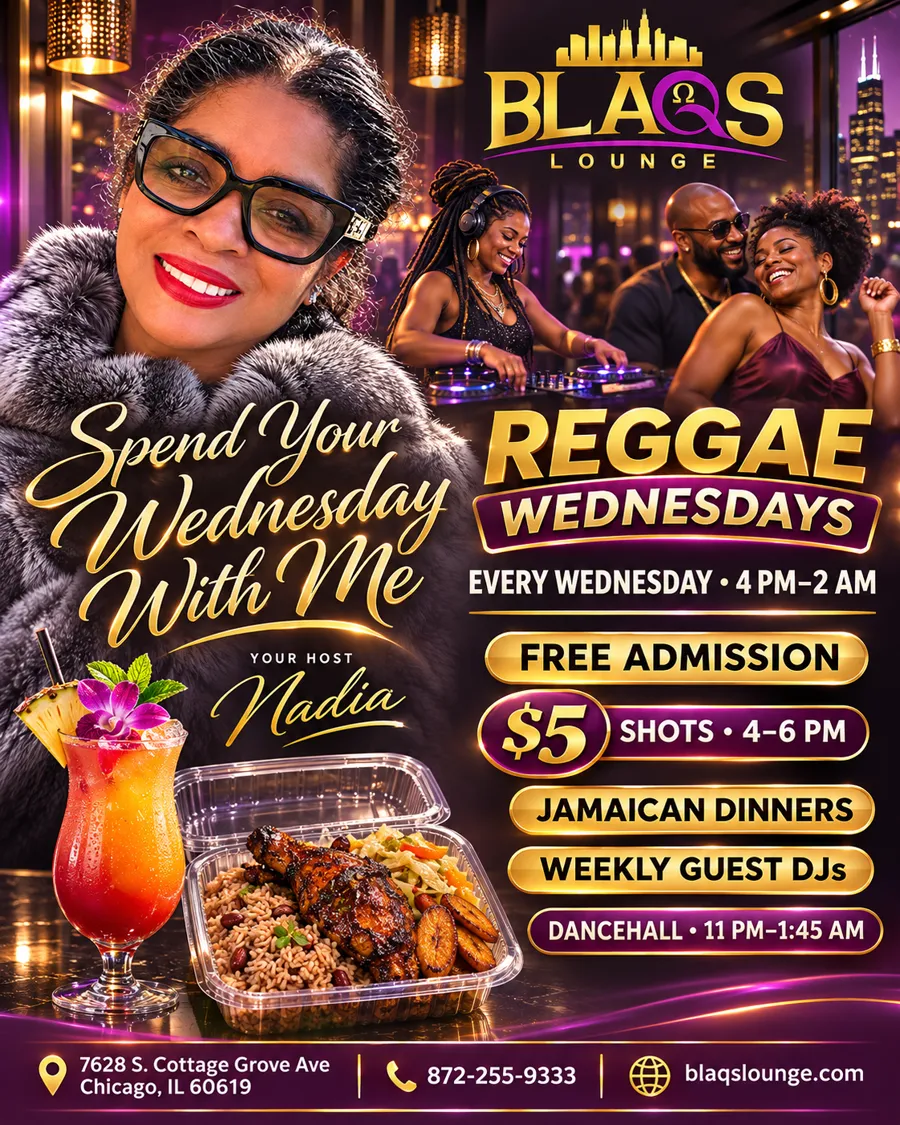 BLAQS
Ω
LOUNGE
Spend Your
Wednesday
With Me
YOUR HOST
Nadia
REGGAE
WEDNESDAYS
EVERY WEDNESDAY • 4 PM–2 AM
FREE ADMISSION
$5 SHOTS • 4–6 PM
JAMAICAN DINNERS
WEEKLY GUEST DJs
DANCEHALL • 11 PM–1:45 AM
7628 S. Cottage Grove Ave
Chicago, IL 60619
872-255-9333
blaqslounge.com